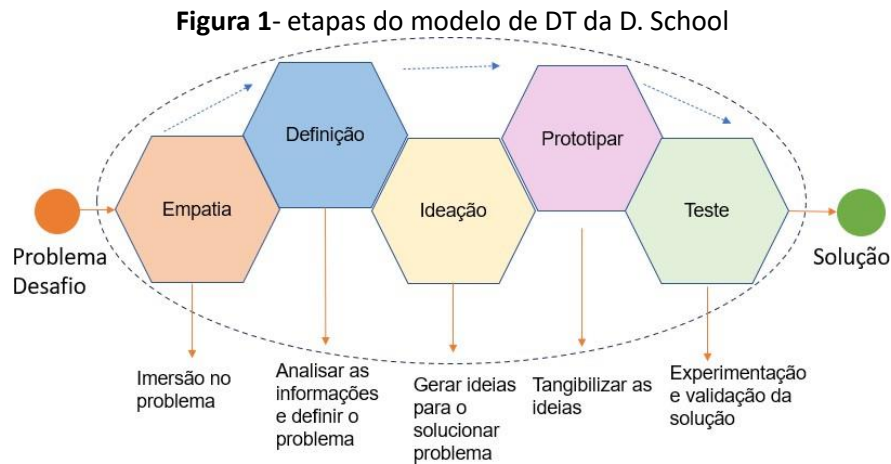 Figura 1- etapas do modelo de DT da D. School
Definição
Prototipar
Empatia
Ideação
Teste
Problema
Desafio
Solução
Imersão no
problema
Analisar as
informações
e definir o
problema
Gerar ideias
para o
solucionar
problema
Tangibilizar as
ideias
Experimentação
e validação da
solução